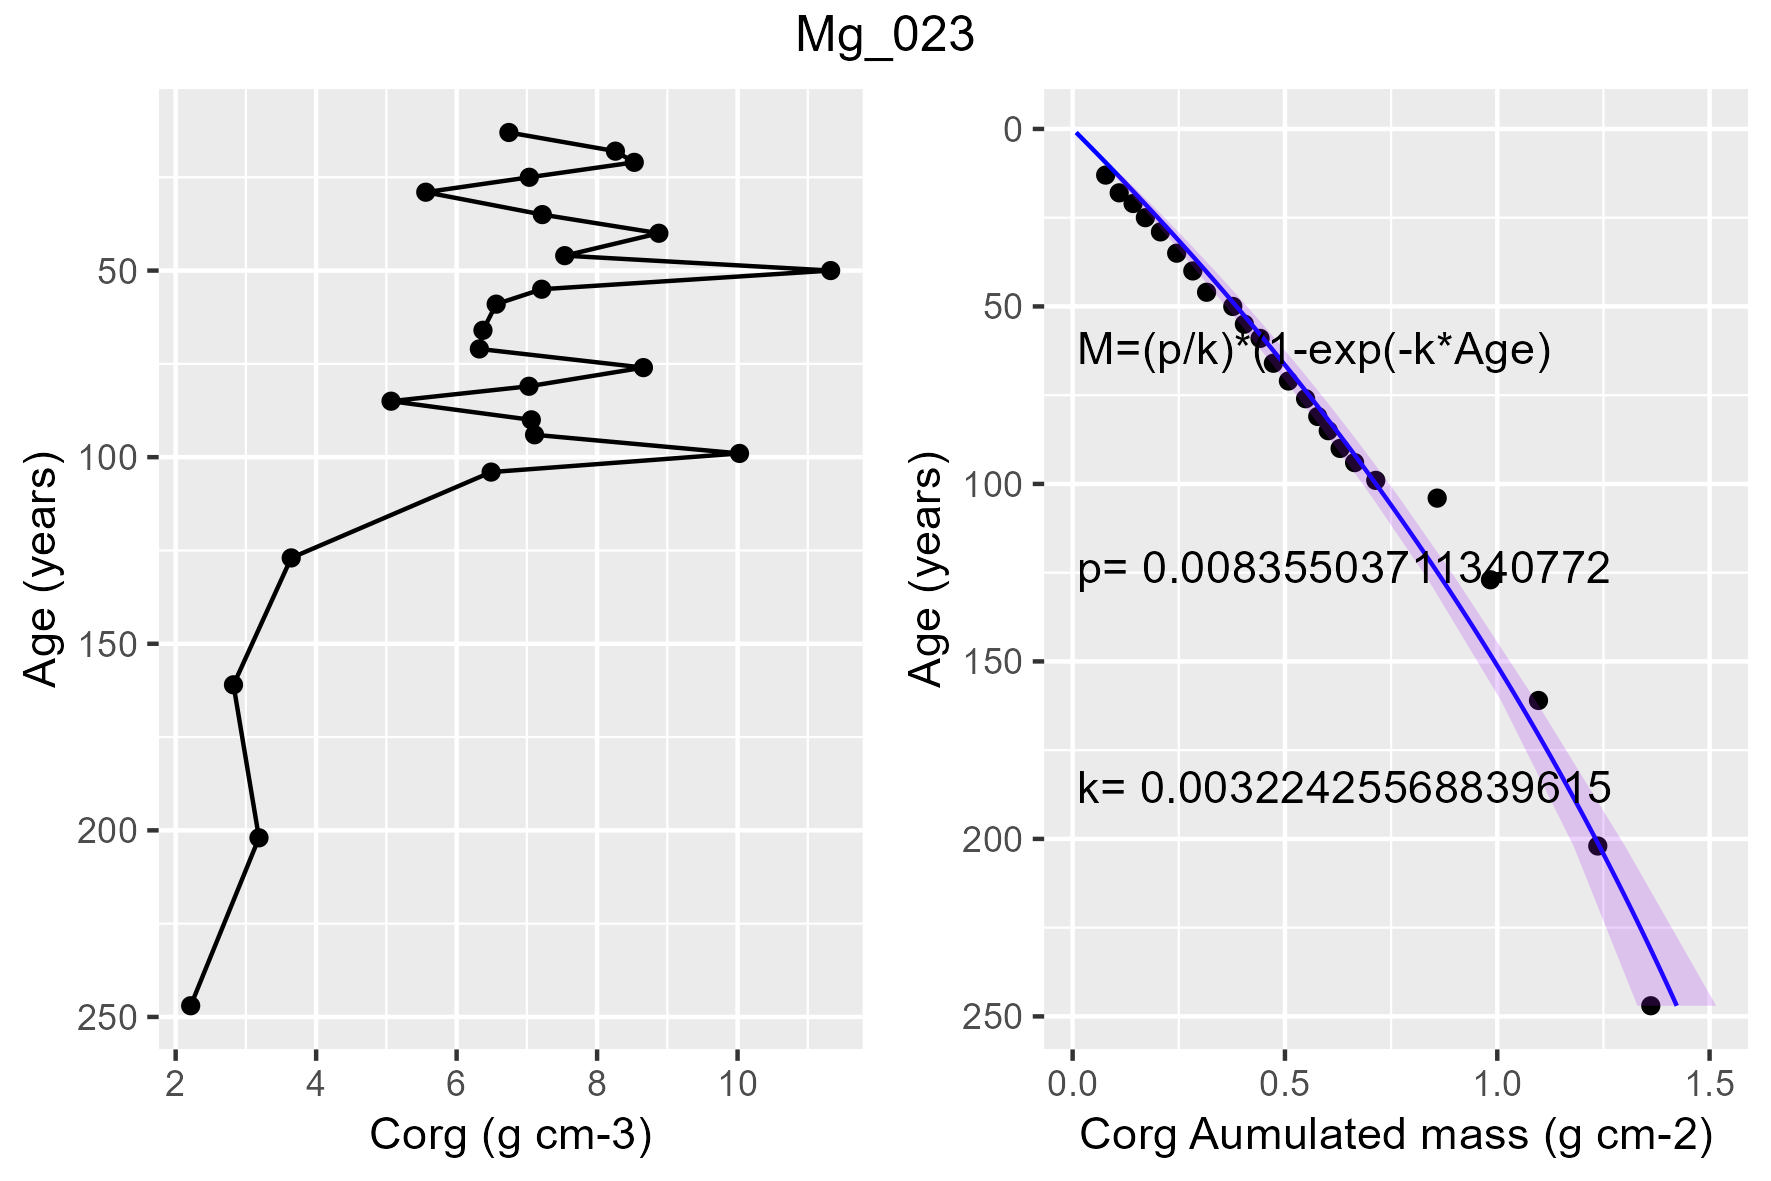 Mg_023
50
100
150
200
250
2 4 6 8 10
Age (years)
Corg (g cm-3)
0
50
100
150
200
250
0.0 0.5 1.0 1.5
Age (years)
Corg Aumulated mass (g cm-2)
M=(p/k)*(1-exp(-k*Age)
p= 0.00835503711340772
k= 0.00322425568839615